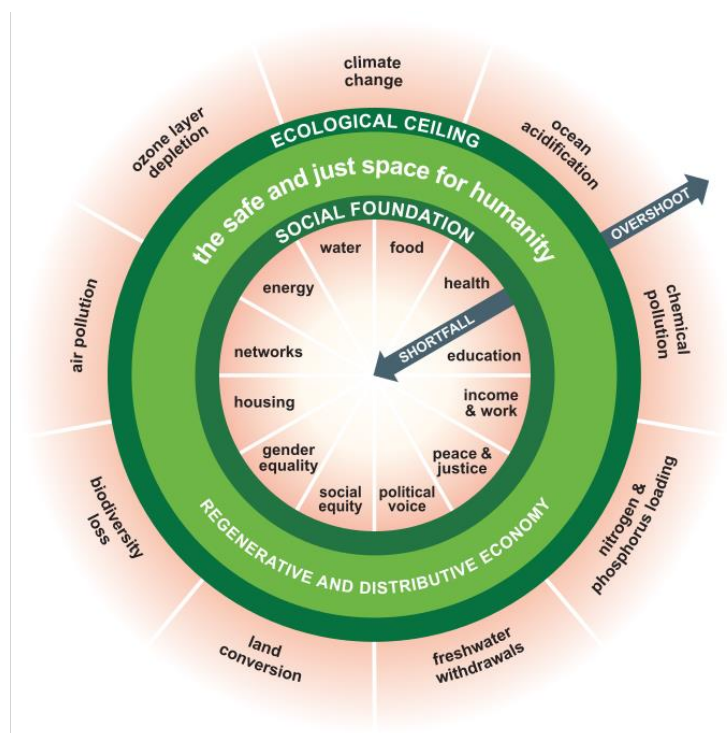 climate
change
ocean
acidification
chemical
pollution
nitrogen &
phosphorus loading
freshwater
withdrawals
land
conversion
biodiversity
loss
air pollution
ozone layer
depletion
OVERSHOOT
ECOLOGICAL CEILING
the safe and just space for humanity
SOCIAL FOUNDATION
water
food
health
SHORTFALL
education
income
& work
peace &
justice
political
voice
social
equity
gender
equality
housing
networks
energy
REGENERATIVE AND DISTRIBUTIVE ECONOMY